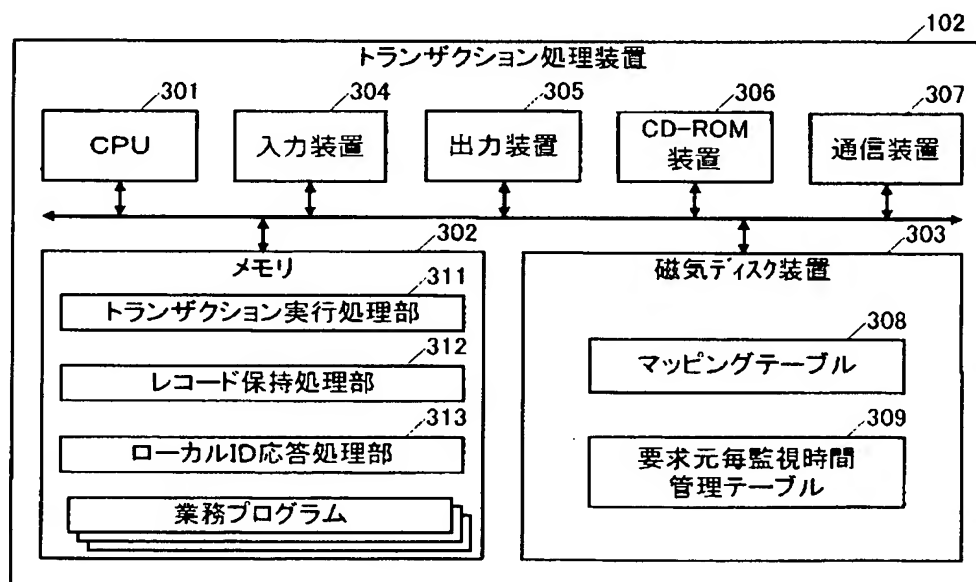 102
トランザクション処理装置
301
304
305
306
307
CPU
入力装置
出力装置
CD-ROM
装置
通信装置
302
303
メモリ
磁気ディスク装置
311
トランザクション実行処理部
312
レコード保持処理部
313
ローカルID応答処理部
業務プログラム
308
マッピングテーブル
309
要求元毎監視時間
管理テーブル